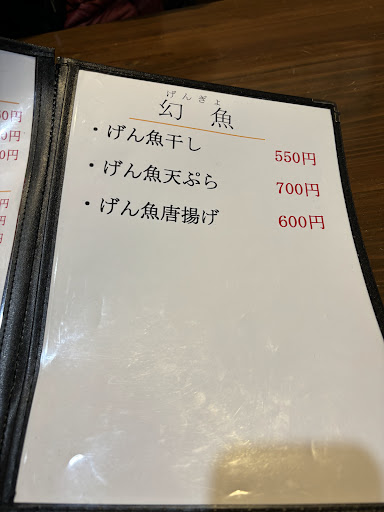 げんぎょ
幻魚
・げん魚干し 550円
・げん魚天ぷら 700円
・げん魚唐揚げ 600円